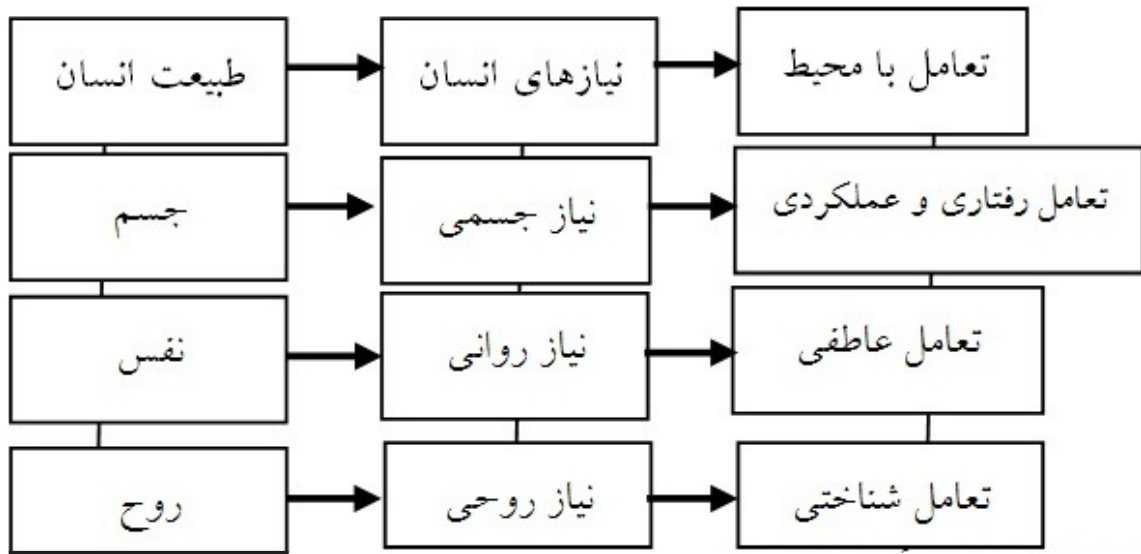 طبیعت انسان
نیازهای انسان
تعامل با محیط
جسم
نیاز جسمی
تعامل رفتاری و عملکردی
نفس
نیاز روانی
تعامل عاطفی
روح
نیاز روحی
تعامل شناختی